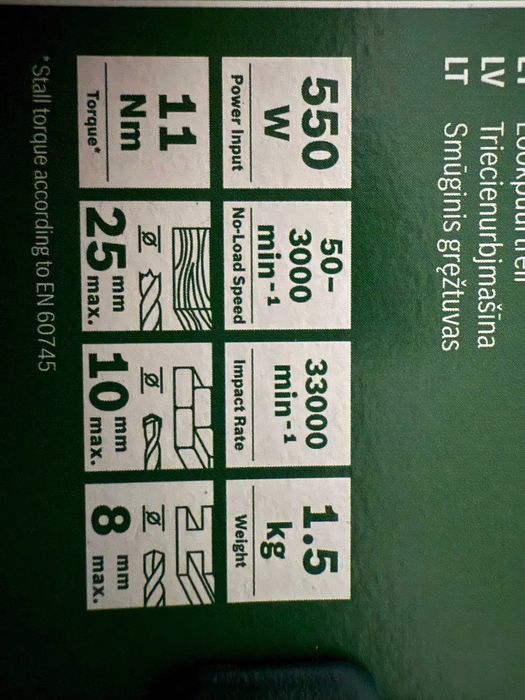 LV Triecienurbjmašīna
LT Smūginis gręžtuvas
550
W
Power Input
50–
3000
min⁻¹
No-Load Speed
33000
min⁻¹
Impact Rate
1.5
kg
Weight
11
Nm
Torque*
ø
25 mm
max.
ø
10 mm
max.
ø
8 mm
max.
*Stall torque according to EN 60745